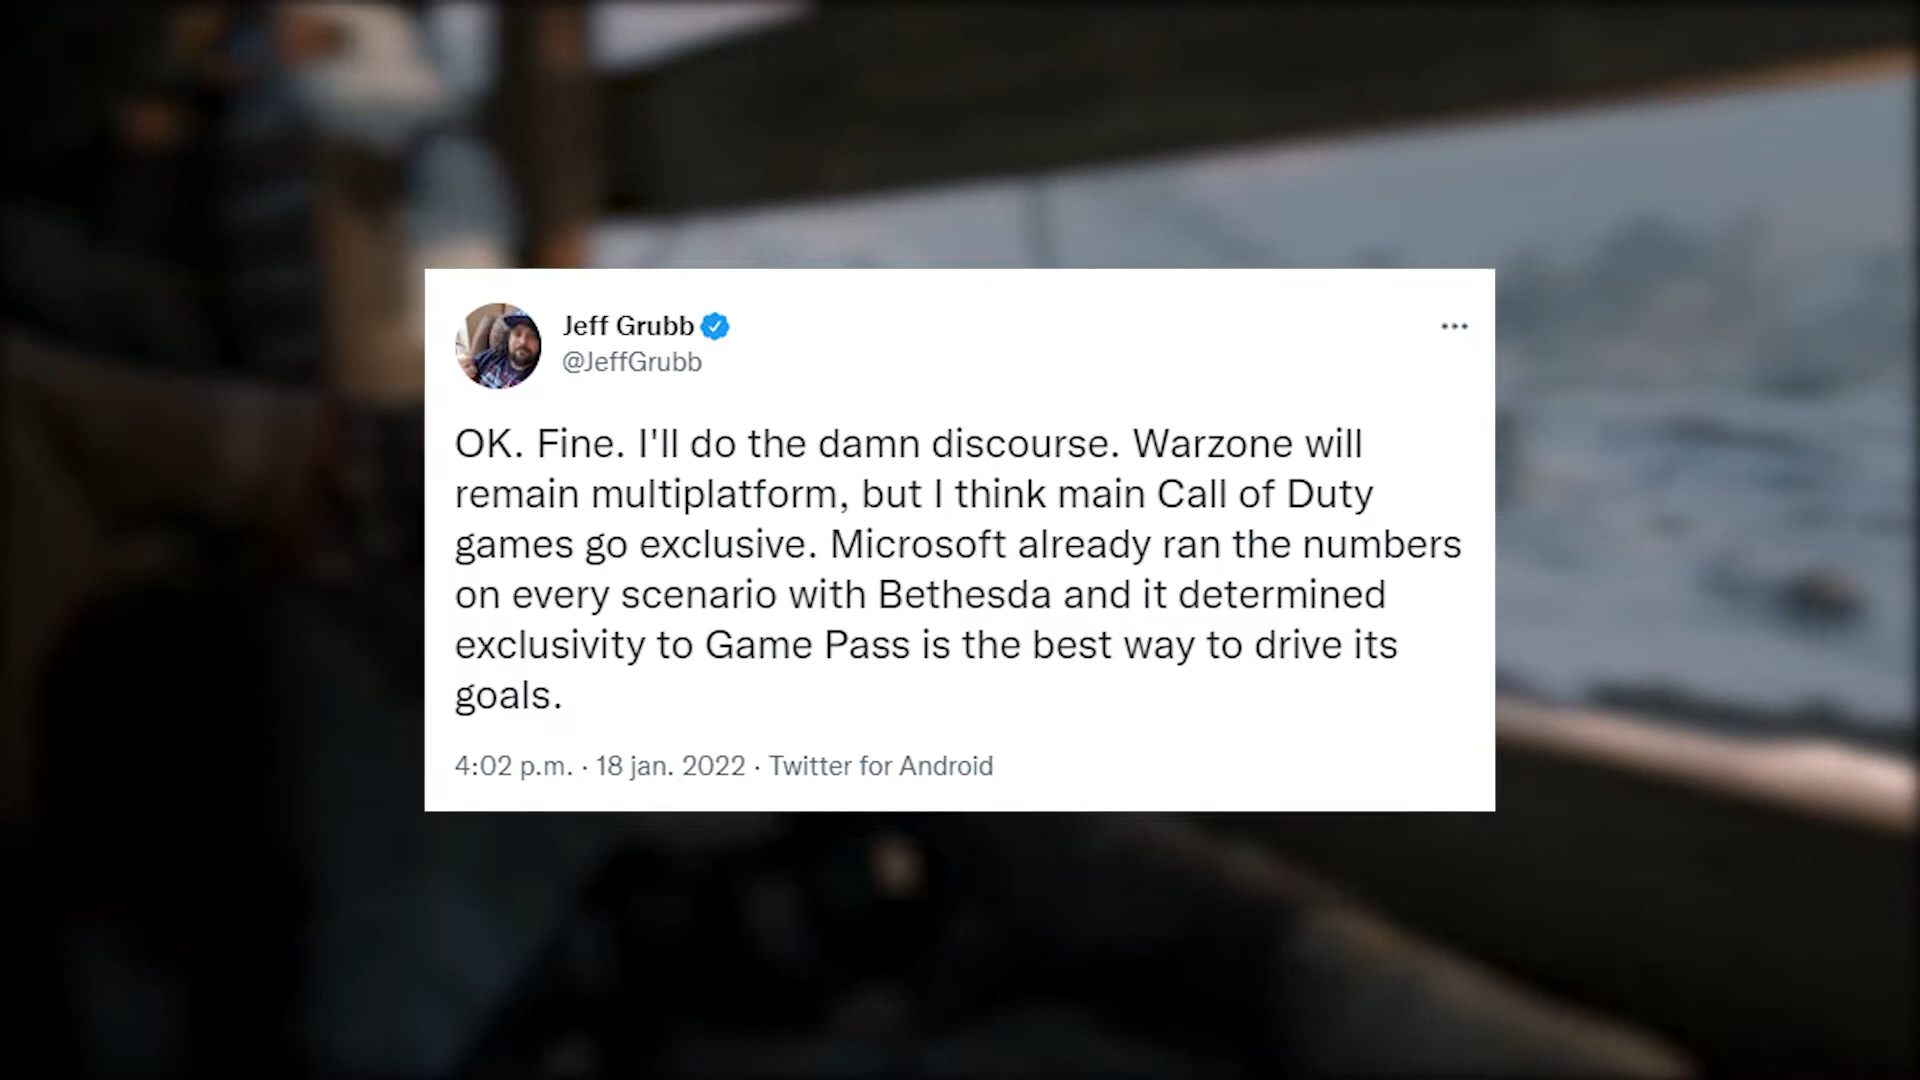 Jeff Grubb
@JeffGrubb
OK. Fine. I'll do the damn discourse. Warzone will
remain multiplatform, but I think main Call of Duty
games go exclusive. Microsoft already ran the numbers
on every scenario with Bethesda and it determined
exclusivity to Game Pass is the best way to drive its
goals.
4:02 p.m. · 18 jan. 2022 · Twitter for Android